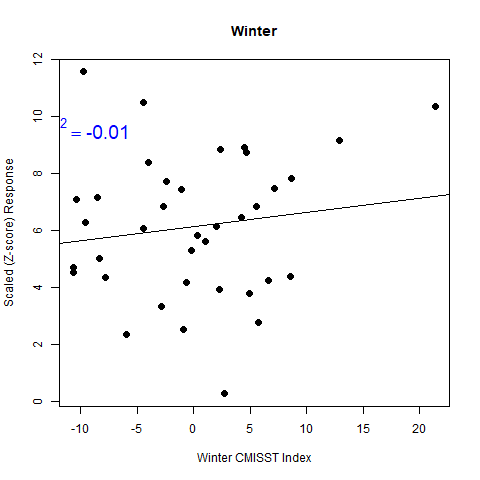 Winter
² = -0.01
Scaled (Z-score) Response
0 2 4 6 8 10 12
-10 -5 0 5 10 15 20
Winter CMISST Index